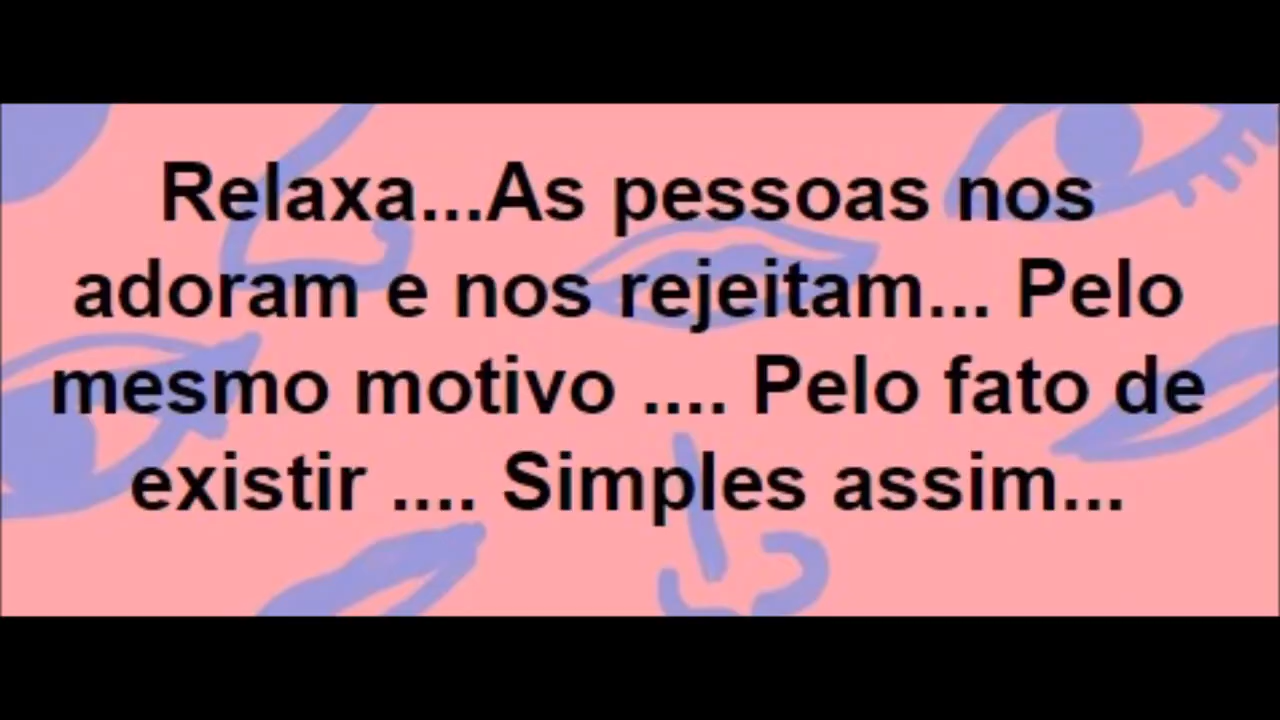 Relaxa...As pessoas nos
adoram e nos rejeitam... Pelo
mesmo motivo .... Pelo fato de
existir .... Simples assim...